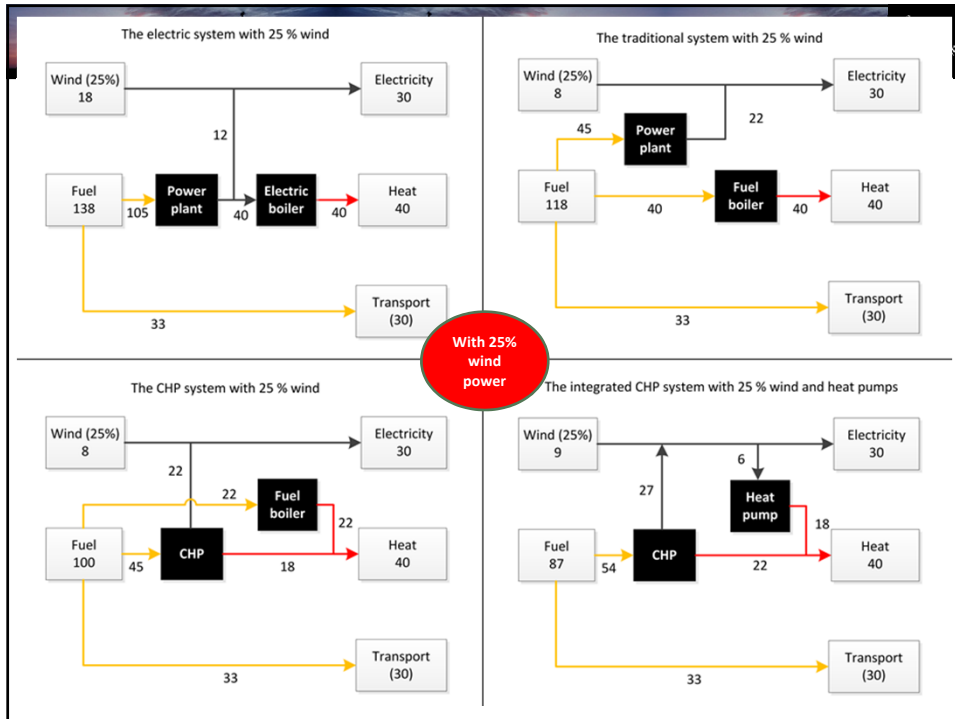 The electric system with 25 % wind
Wind (25%)
18
Electricity
30
12
Fuel
138
105
Power
plant
40
Electric
boiler
40
Heat
40
33
Transport
(30)
The traditional system with 25 % wind
Wind (25%)
8
Electricity
30
45
Power
plant
22
Fuel
118
40
Fuel
boiler
40
Heat
40
33
Transport
(30)
With 25%
wind
power
The CHP system with 25 % wind
Wind (25%)
8
Electricity
30
22
22
Fuel
boiler
22
Fuel
100
45
CHP
18
Heat
40
33
Transport
(30)
The integrated CHP system with 25 % wind and heat pumps
Wind (25%)
9
Electricity
30
6
27
Heat
pump
18
Fuel
87
54
CHP
22
Heat
40
33
Transport
(30)